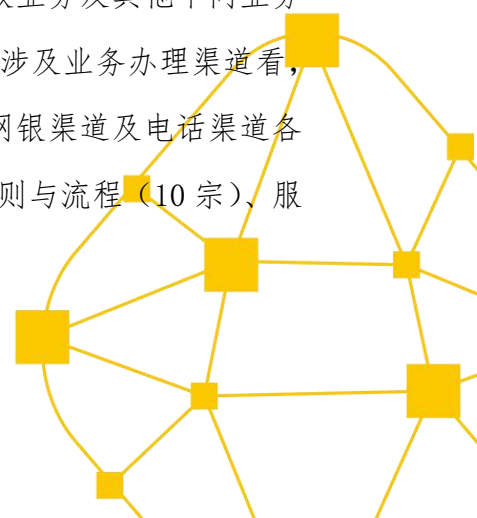 业务及其他中间业务
涉及业务办理渠道看，
网银渠道及电话渠道各
则与流程（10 宗）、服